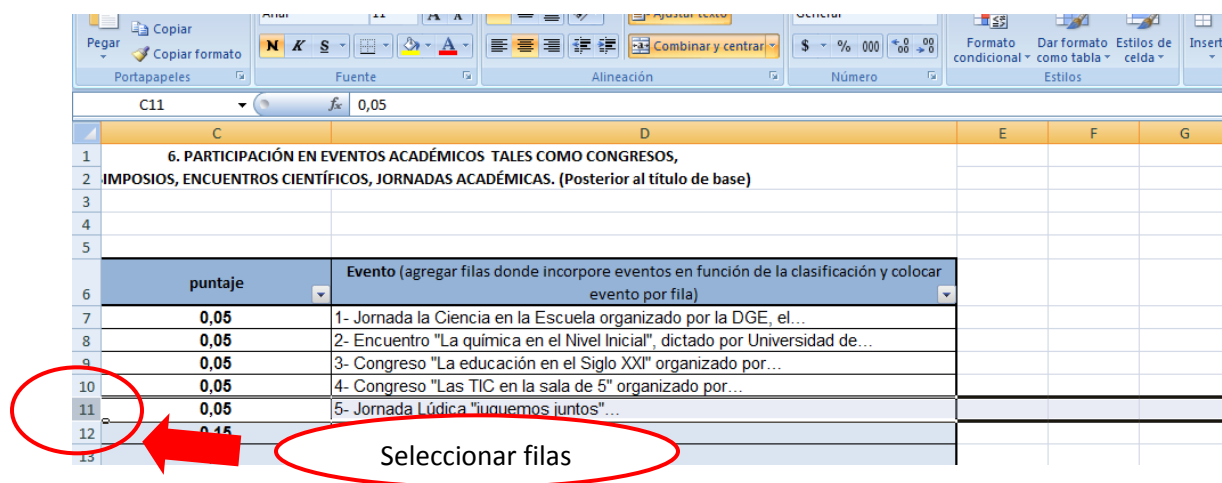 Copiar
Ajustar texto
General
Pegar
Copiar formato
N K S
A
Combinar y centrar
$ % 000
Formato condicional
Dar formato como tabla
Estilos de celda
Insert
Portapapeles
Fuente
Alineación
Número
Estilos
C11
fx 0,05
C D E F G
1 6. PARTICIPACIÓN EN EVENTOS ACADÉMICOS TALES COMO CONGRESOS,
2 IMPOSIOS, ENCUENTROS CIENTÍFICOS, JORNADAS ACADÉMICAS. (Posterior al título de base)
3
4
5
6 puntaje Evento (agregar filas donde incorpore eventos en función de la clasificación y colocar
evento por fila)
7 0,05 1- Jornada la Ciencia en la Escuela organizado por la DGE, el…
8 0,05 2- Encuentro "La química en el Nivel Inicial", dictado por Universidad de…
9 0,05 3- Congreso "La educación en el Siglo XXI" organizado por…
10 0,05 4- Congreso "Las TIC en la sala de 5" organizado por…
11 0,05 5- Jornada Lúdica "juguemos juntos"…
12 0,15
13
Seleccionar filas